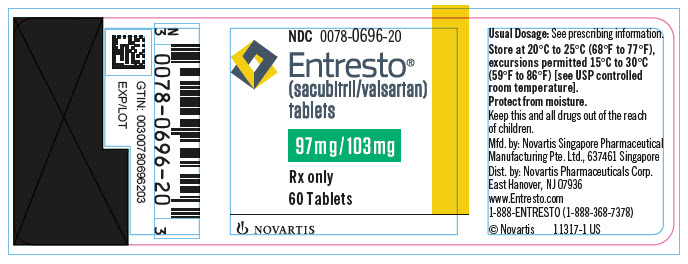 N
3 0078-0696-20 3
GTIN: 00300780696203
EXP/LOT
NDC 0078-0696-20
Entresto®
(sacubitril/valsartan)
tablets
97mg/103mg
Rx only
60 Tablets
NOVARTIS
Usual Dosage: See prescribing information.
Store at 20°C to 25°C (68°F to 77°F),
excursions permitted 15°C to 30°C
(59°F to 86°F) [see USP controlled
room temperature].
Protect from moisture.
Keep this and all drugs out of the reach
of children.
Mfd. by: Novartis Singapore Pharmaceutical
Manufacturing Pte. Ltd., 637461 Singapore
Dist. by: Novartis Pharmaceuticals Corp.
East Hanover, NJ 07936
www.Entresto.com
1-888-ENTRESTO (1-888-368-7378)
© Novartis 11317-1 US